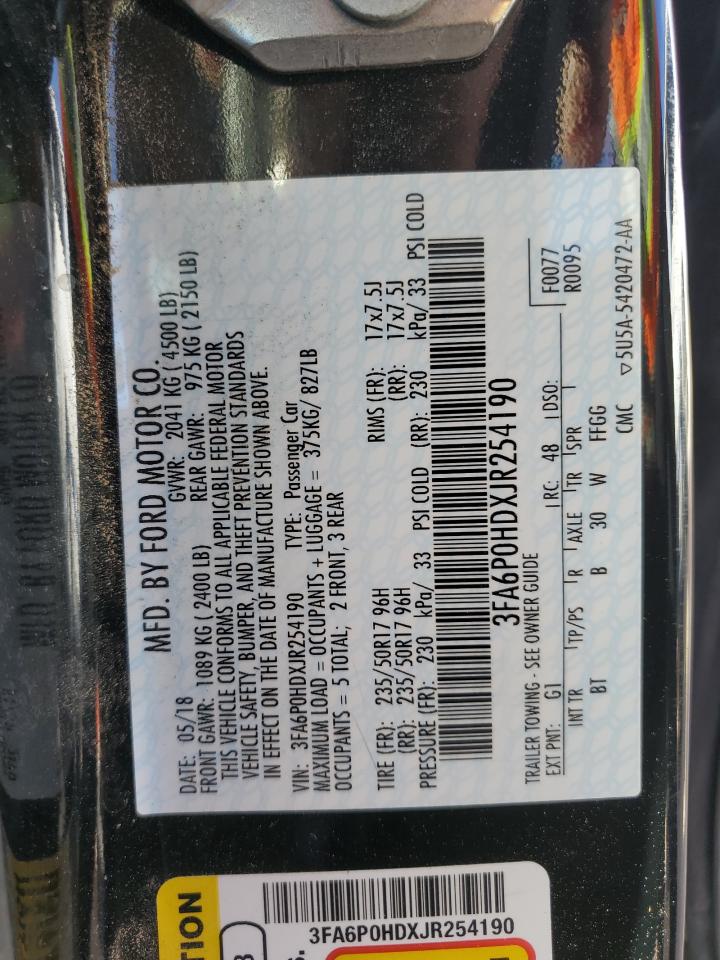 MFD. BY FORD MOTOR CO.
DATE: 05/18 GVWR: 2041 KG ( 4500 LB)
FRONT GAWR: 1089 KG ( 2400 LB) REAR GAWR: 975 KG ( 2150 LB)
THIS VEHICLE CONFORMS TO ALL APPLICABLE FEDERAL MOTOR
VEHICLE SAFETY, BUMPER, AND THEFT PREVENTION STANDARDS
IN EFFECT ON THE DATE OF MANUFACTURE SHOWN ABOVE.
VIN: 3FA6P0HDXJR254190 TYPE: Passenger Car
MAXIMUM LOAD = OCCUPANTS + LUGGAGE = 375KG/ 827LB
OCCUPANTS = 5 TOTAL; 2 FRONT, 3 REAR
TIRE (FR): 235/50R17 96H RIMS (FR): 17x7.5J
(RR): 235/50R17 96H (RR): 17x7.5J
PRESSURE (FR): 230 kPa/ 33 PSI COLD (RR): 230 kPa/ 33 PSI COLD
3FA6P0HDXJR254190
TRAILER TOWING - SEE OWNER GUIDE F0077
EXT PNT: G1 RC: 48 DSO: R0095
INT TR TP/PS R AXLE TR SPR
BT B 30 W FFGG
CMC ▽5U5A-5420472-AA
TION
3FA6P0HDXJR254190